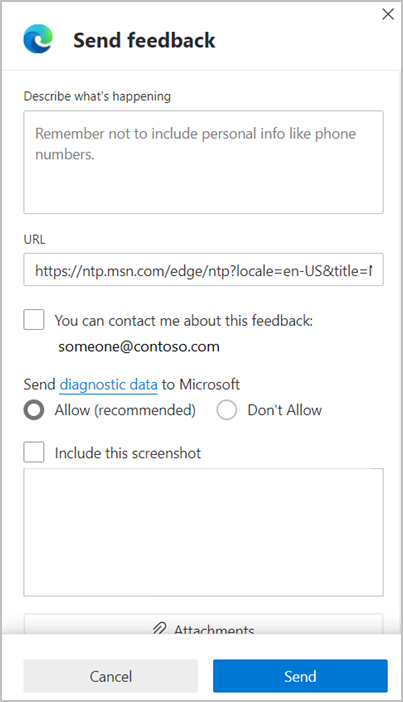 Send feedback
Describe what's happening
Remember not to include personal info like phone
numbers.
URL
https://ntp.msn.com/edge/ntp?locale=en-US&title=
You can contact me about this feedback:
someone@contoso.com
Send diagnostic data to Microsoft
Allow (recommended) Don't Allow
Include this screenshot
Attachments
Cancel Send